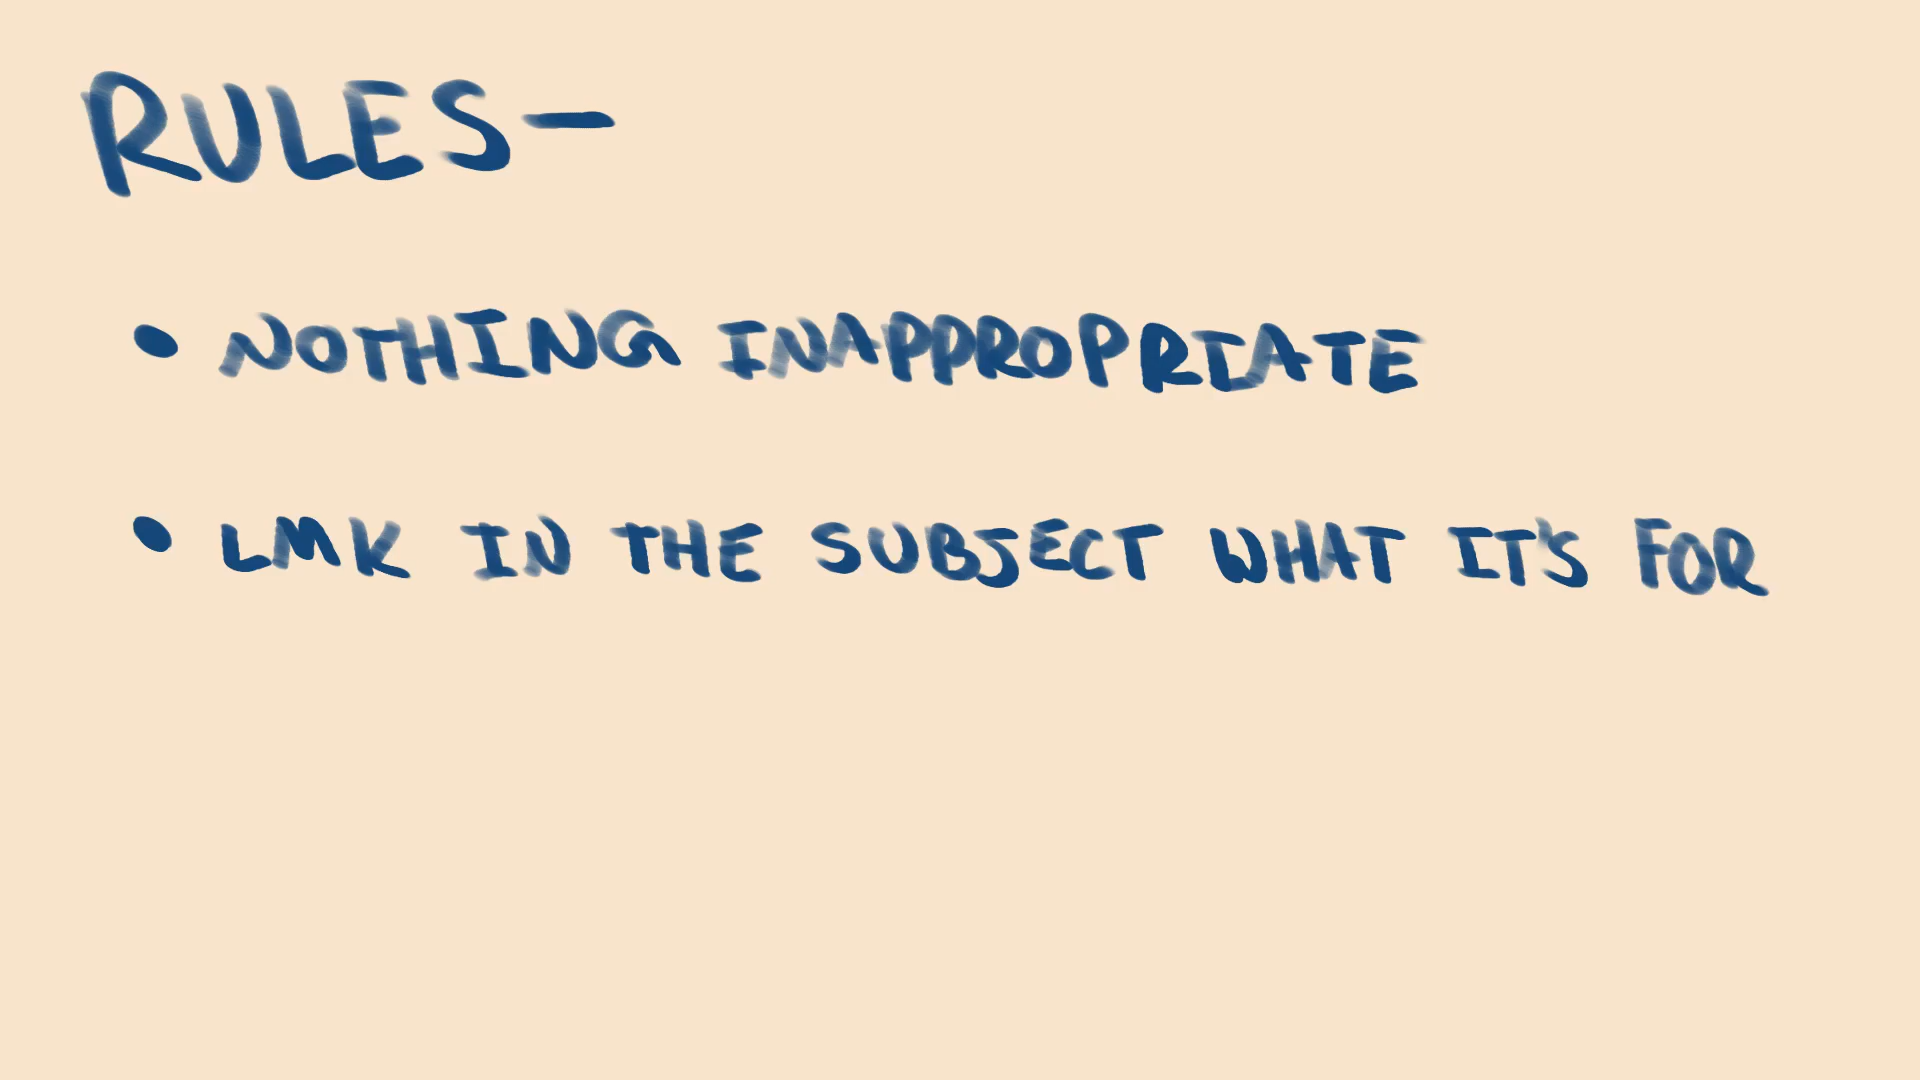 RULES—
• NOTHING INAPPROPRIATE
• LMK IN THE SUBJECT WHAT IT'S FOR